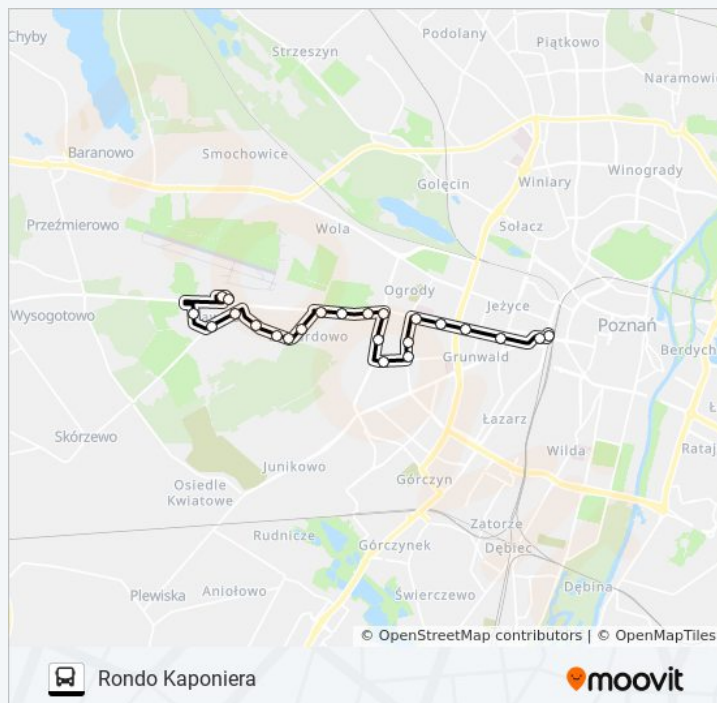 Chyby
Podolany
Piątkowo
Strzeszyn
Naramowic
Baranowo
Smochowice
Winogrady
Golęcin
Winiary
Przeźmierowo
Wola
Sołacz
Ogrody
Wysogotowo
Jeżyce
Poznań
Grunwald
Berdych
Łazarz
Skórzewo
Junikowo
Wilda
Rataj
Osiedle
Kwiatowe
Górczyn
Rudnicze
Zatorze
Górczynek
Dębiec
Plewiska
Aniołowo
Świerczewo
Dębina
© OpenStreetMap contributors | © OpenMapTiles
Rondo Kaponiera
moovit